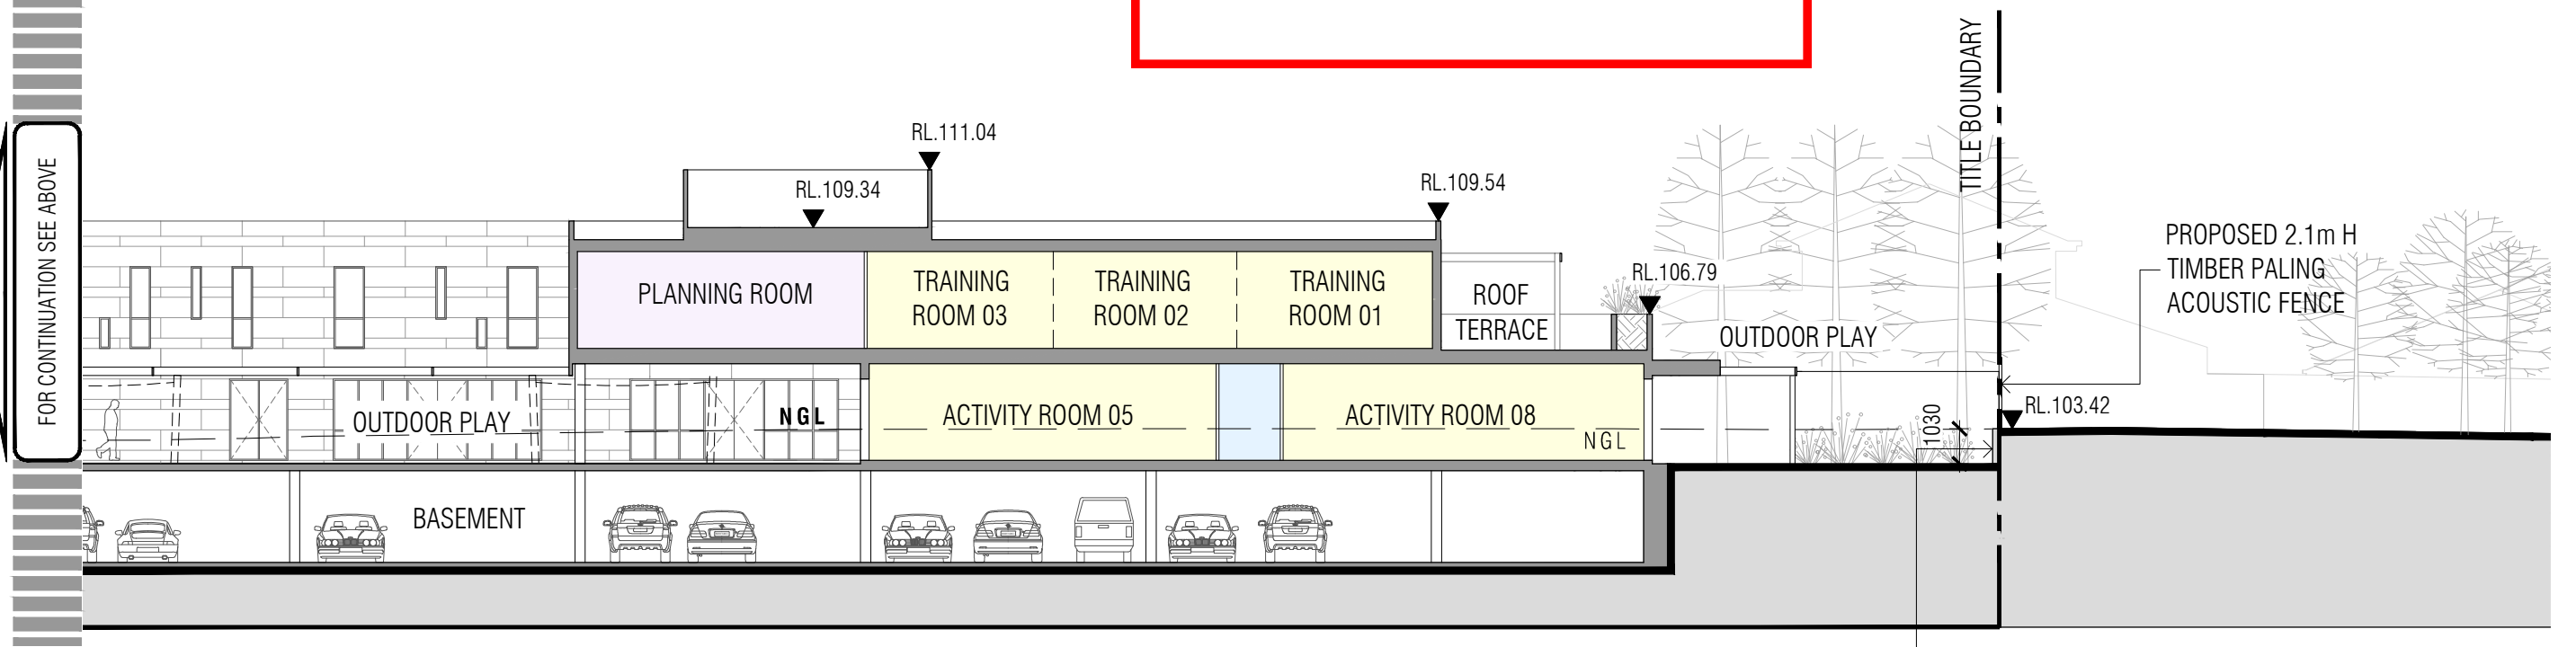 FOR CONTINUATION SEE ABOVE
RL.111.04
RL.109.34
RL.109.54
RL.106.79
TITLE BOUNDARY
PROPOSED 2.1m H
TIMBER PALING
ACOUSTIC FENCE
PLANNING ROOM
TRAINING
ROOM 03
TRAINING
ROOM 02
TRAINING
ROOM 01
ROOF
TERRACE
OUTDOOR PLAY
OUTDOOR PLAY
NGL
ACTIVITY ROOM 05
ACTIVITY ROOM 08
NGL
1030
RL.103.42
BASEMENT